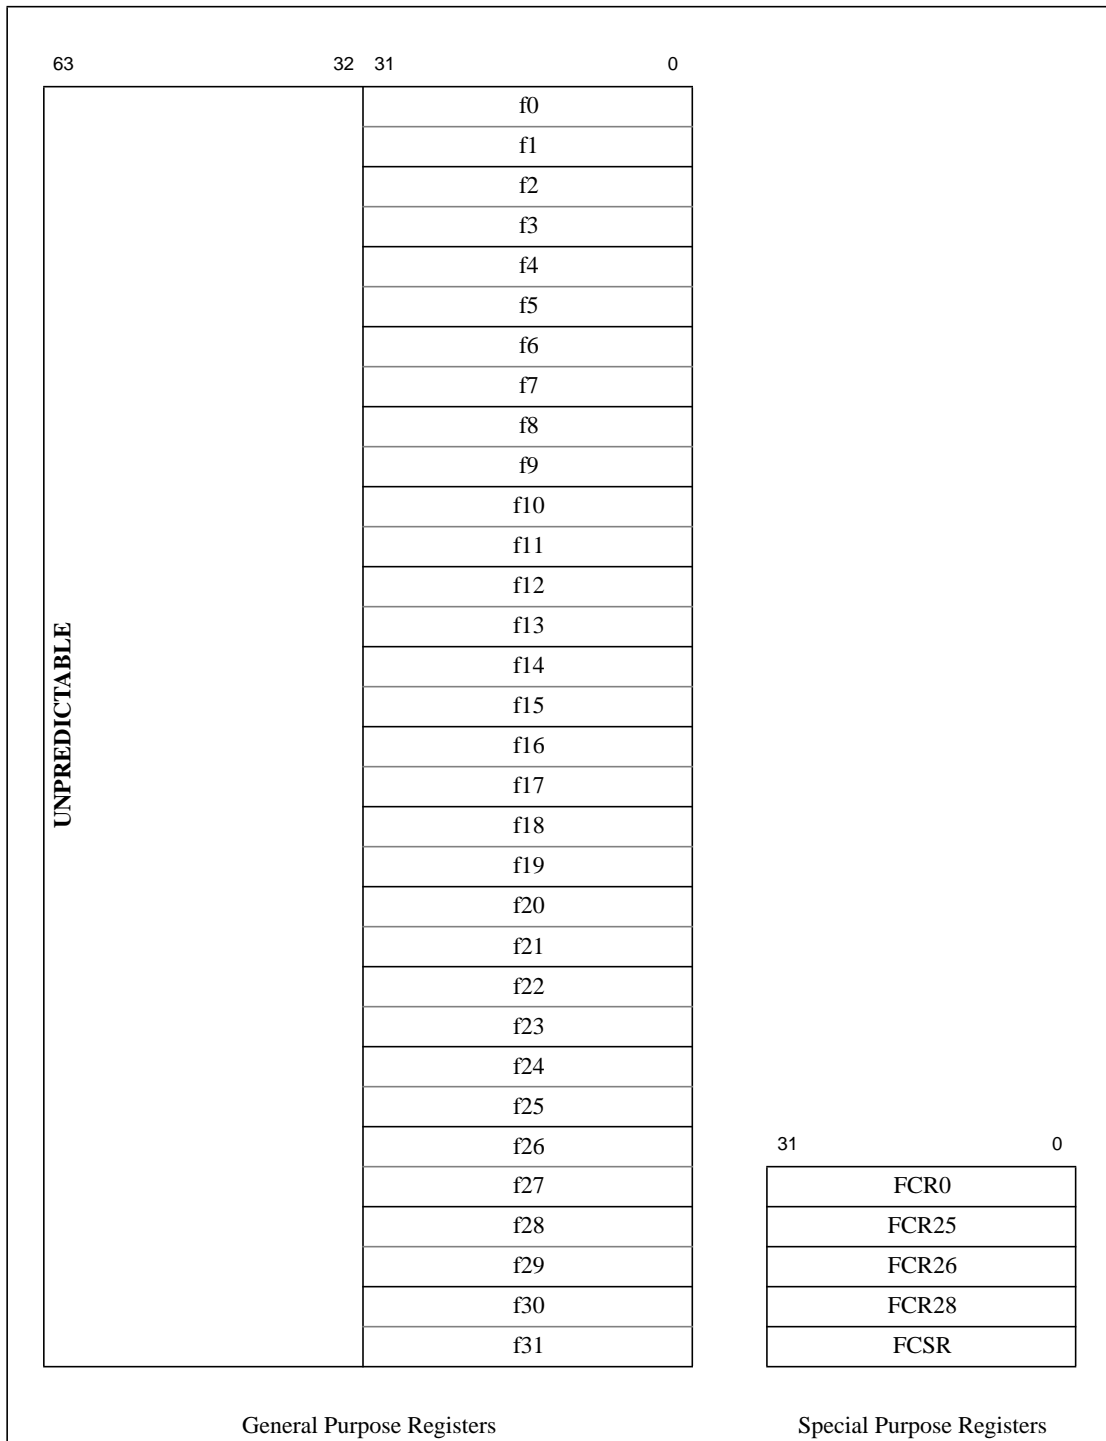 63 32 31 0
f0
f1
f2
f3
f4
f5
f6
f7
f8
f9
f10
f11
f12
f13
f14
f15
f16
f17
f18
f19
f20
f21
f22
f23
f24
f25
f26
f27
f28
f29
f30
f31
UNPREDICTABLE
General Purpose Registers
31 0
FCR0
FCR25
FCR26
FCR28
FCSR
Special Purpose Registers